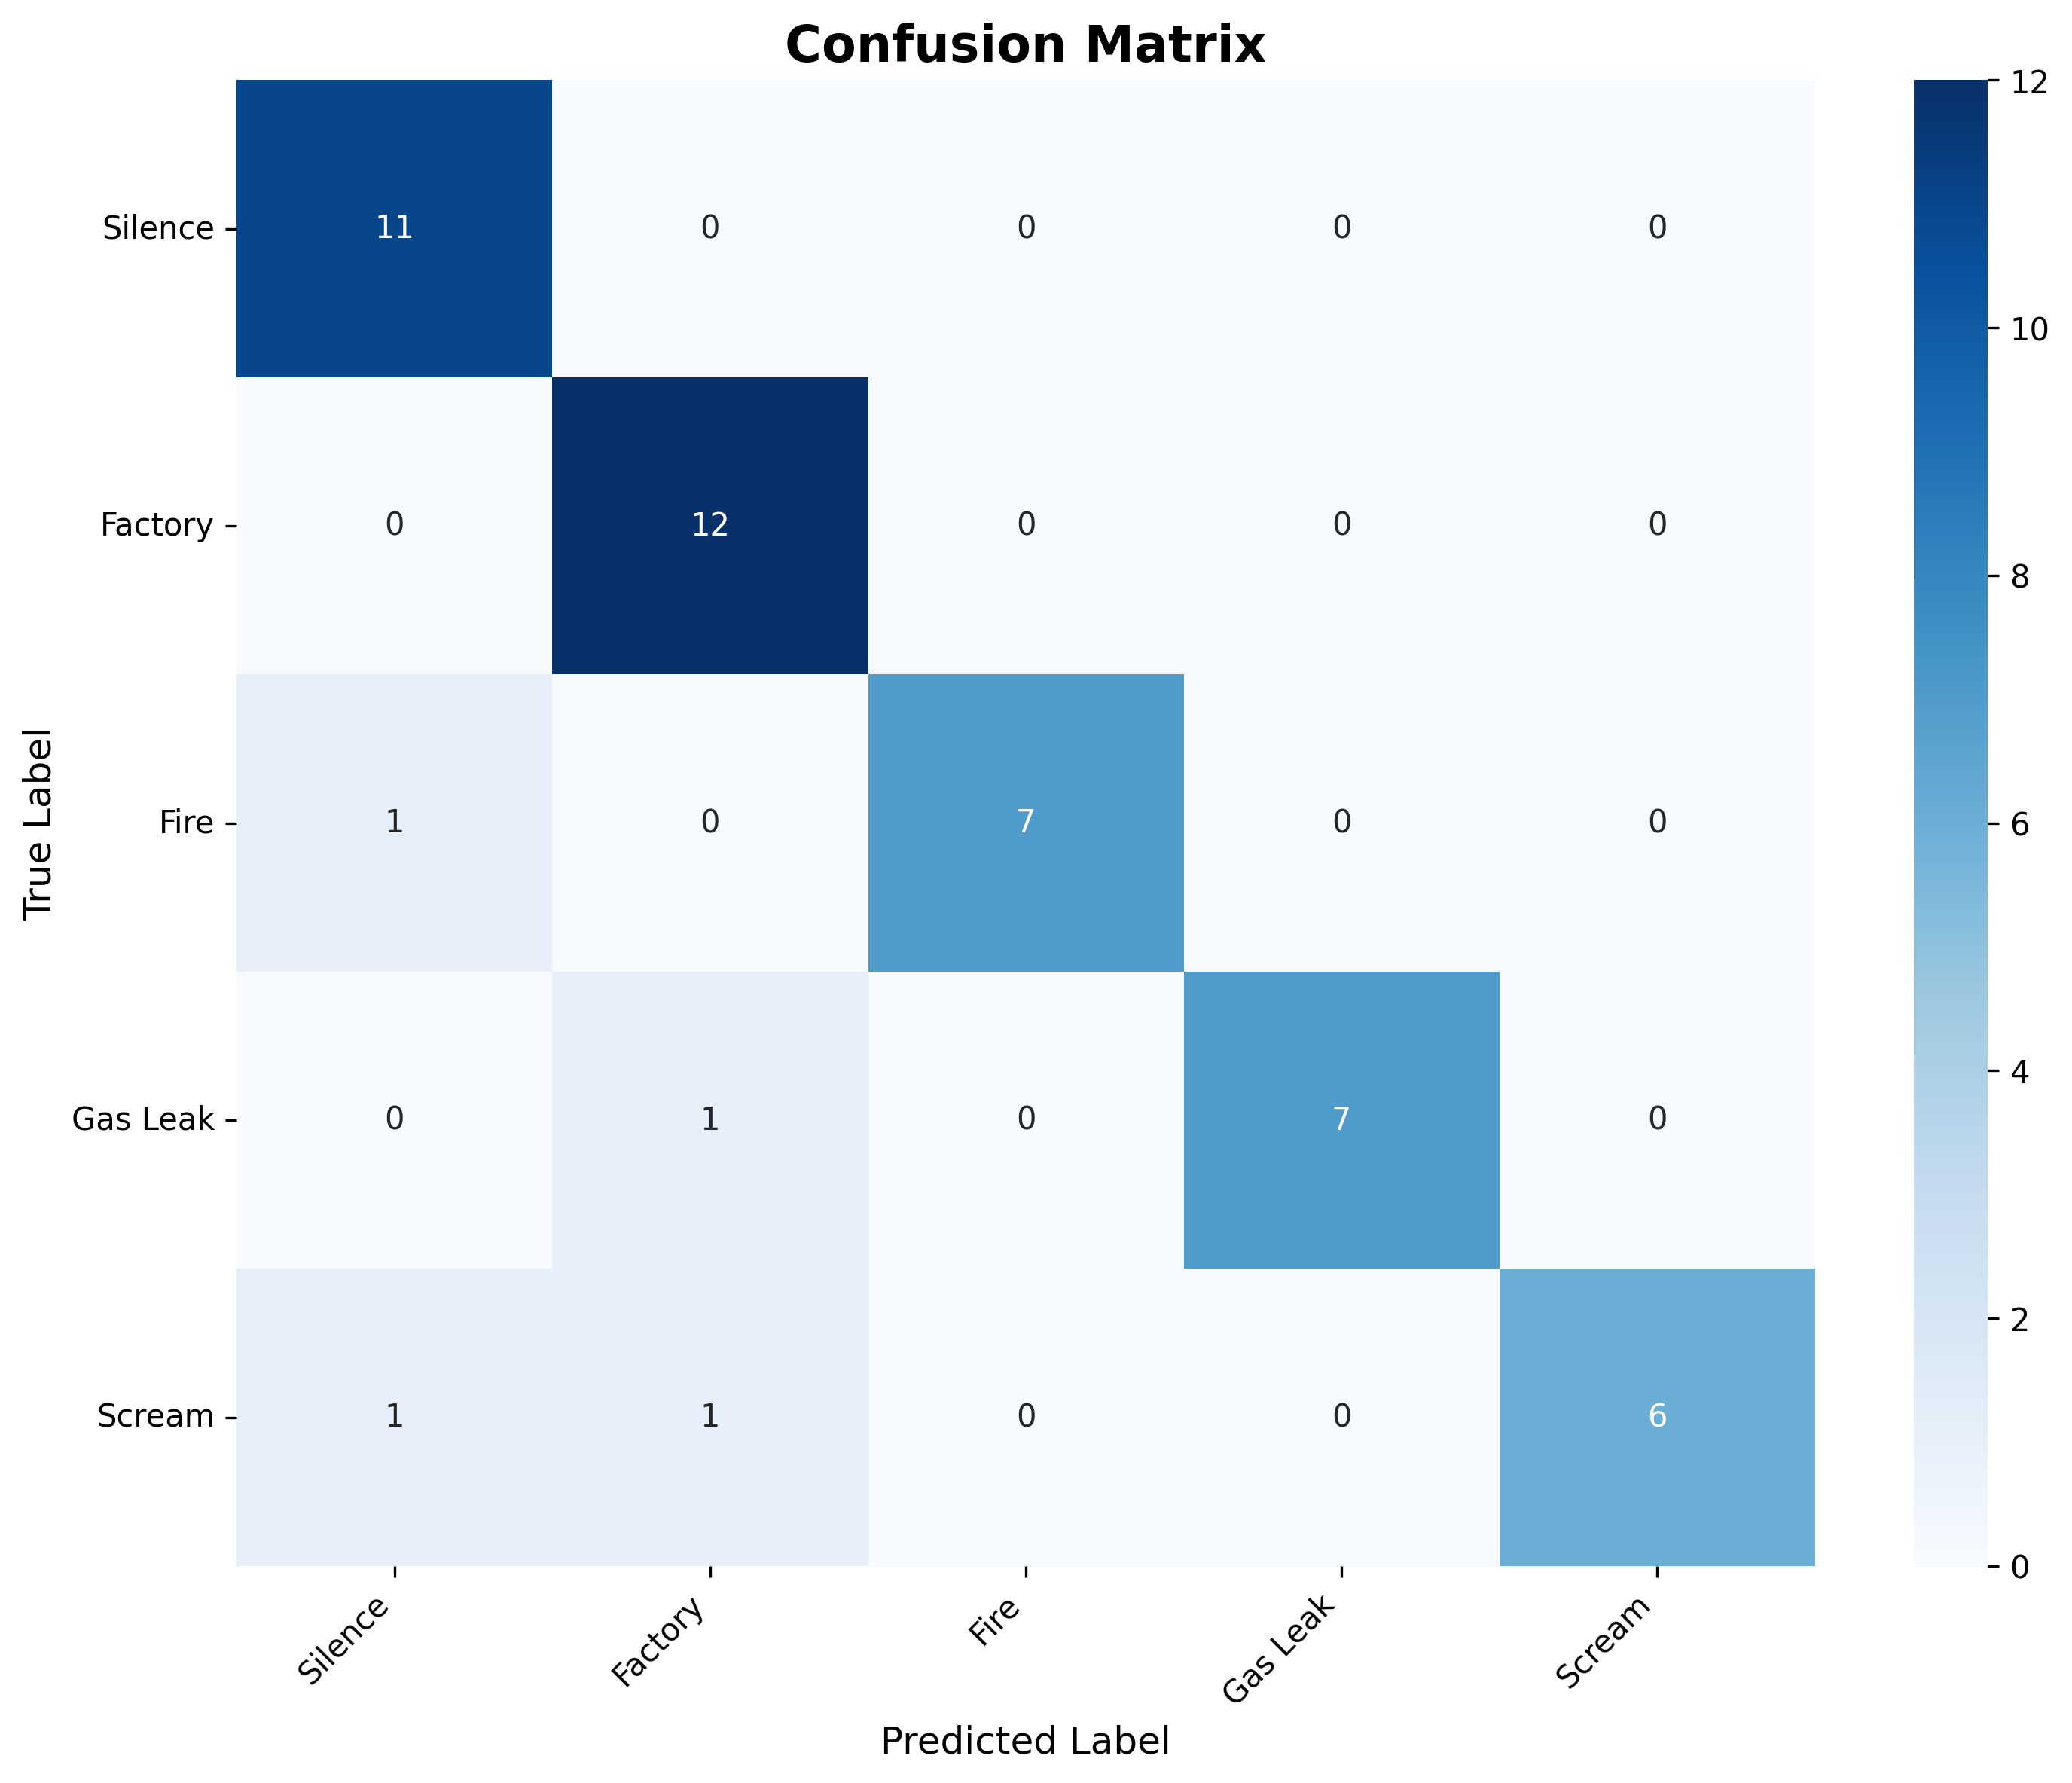 Confusion Matrix
True Label
Silence 11 0 0 0 0
Factory 0 12 0 0 0
Fire 1 0 7 0 0
Gas Leak 0 1 0 7 0
Scream 1 1 0 0 6
Silence Factory Fire Gas Leak Scream
Predicted Label
12
10
8
6
4
2
0